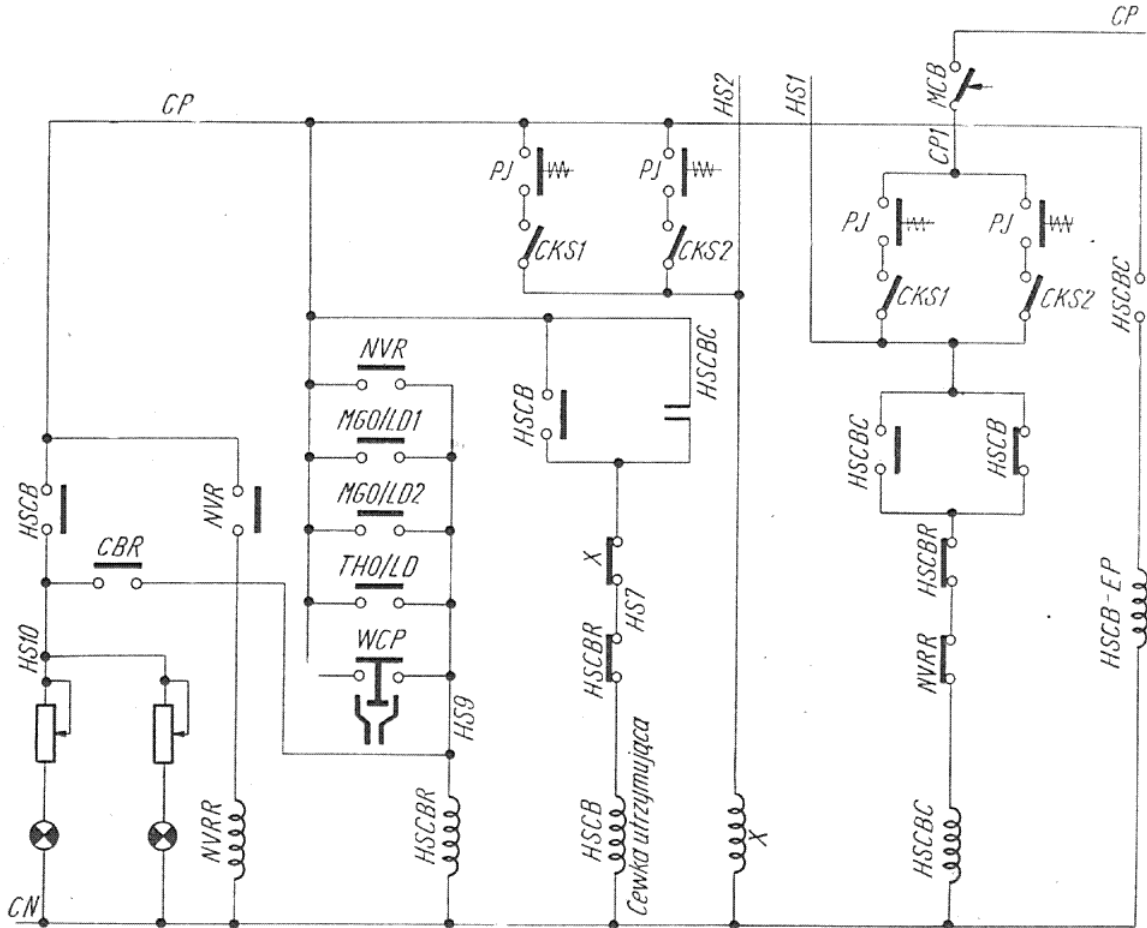 CP
MCB
HS2
HS1
CP
CP1
PJ
PJ
PJ
PJ
CKS1
CKS2
CKS1
CKS2
HSCBC
NVR
HSCBC
MGO/LD1
HSCB
HSCBC
HSCB
MGO/LD2
HSCB
NVR
CBR
THO/LD
X
HS7
HSCBR
HSCB-EP
WCP
HSCBR
NVRR
HS10
HS9
NVRR
HSCBR
HSCB
Cewka utrzymująca
X
HSCBC
CN